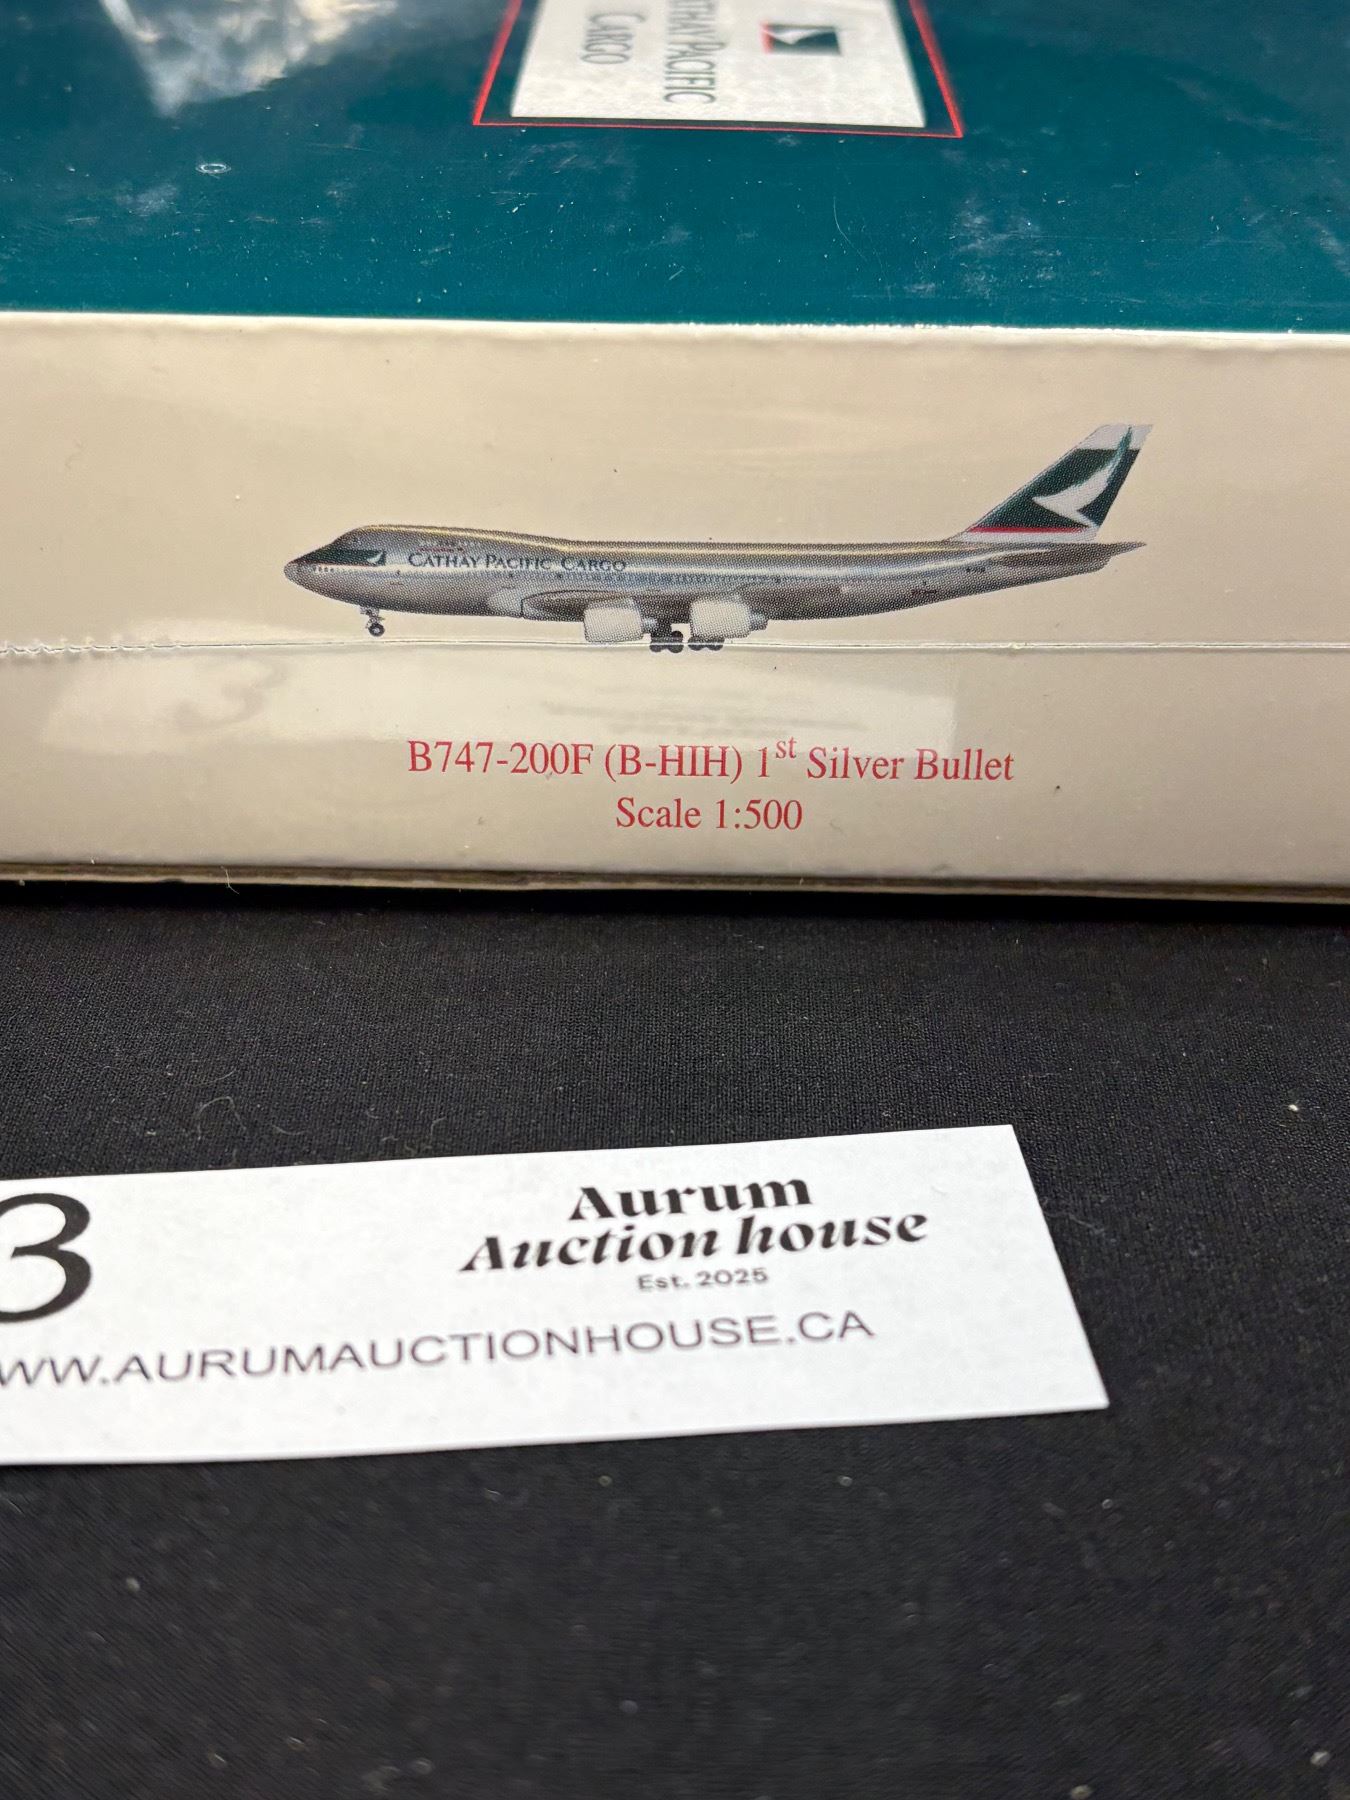 CATHAY PACIFIC
CARGO
CATHAY PACIFIC CARGO
B747-200F (B-HIH) 1st Silver Bullet
Scale 1:500
3
Aurum
Auction house
Est. 2025
WWW.AURUMAUCTIONHOUSE.CA